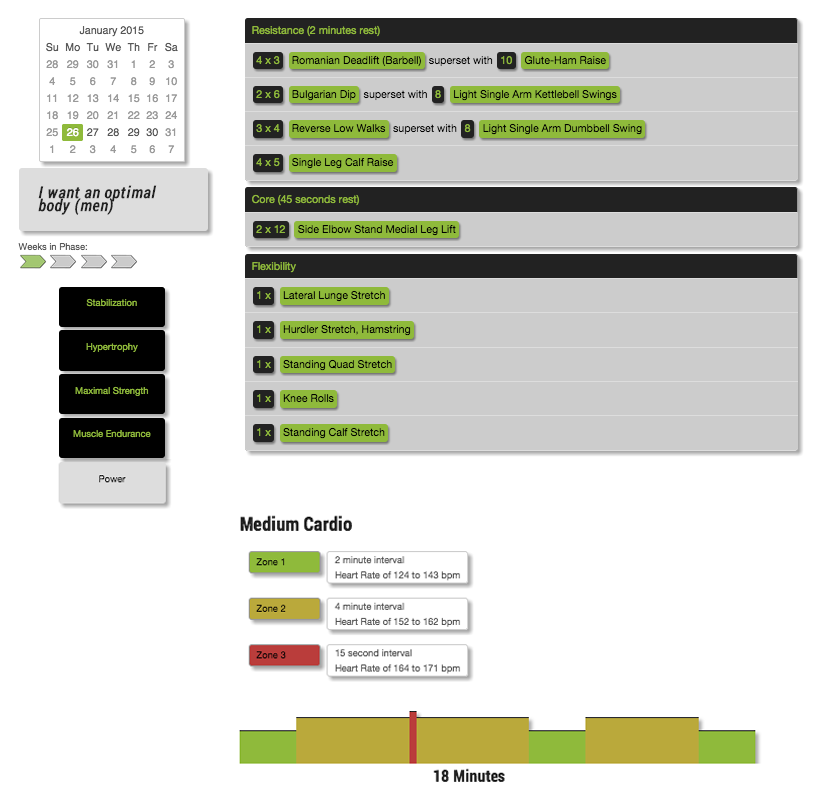 January 2015
Su Mo Tu We Th Fr Sa
28 29 30 31 1 2 3
4 5 6 7 8 9 10
11 12 13 14 15 16 17
18 19 20 21 22 23 24
25 26 27 28 29 30 31
1 2 3 4 5 6 7
I want an optimal
body (men)
Weeks in Phase:
Stabilization
Hypertrophy
Maximal Strength
Muscle Endurance
Power
Resistance (2 minutes rest)
4 x 3 Romanian Deadlift (Barbell) superset with 10 Glute-Ham Raise
2 x 6 Bulgarian Dip superset with 8 Light Single Arm Kettlebell Swings
3 x 4 Reverse Low Walks superset with 8 Light Single Arm Dumbbell Swing
4 x 5 Single Leg Calf Raise
Core (45 seconds rest)
2 x 12 Side Elbow Stand Medial Leg Lift
Flexibility
1 x Lateral Lunge Stretch
1 x Hurdler Stretch, Hamstring
1 x Standing Quad Stretch
1 x Knee Rolls
1 x Standing Calf Stretch
Medium Cardio
Zone 1 2 minute interval
Heart Rate of 124 to 143 bpm
Zone 2 4 minute interval
Heart Rate of 152 to 162 bpm
Zone 3 15 second interval
Heart Rate of 164 to 171 bpm
18 Minutes